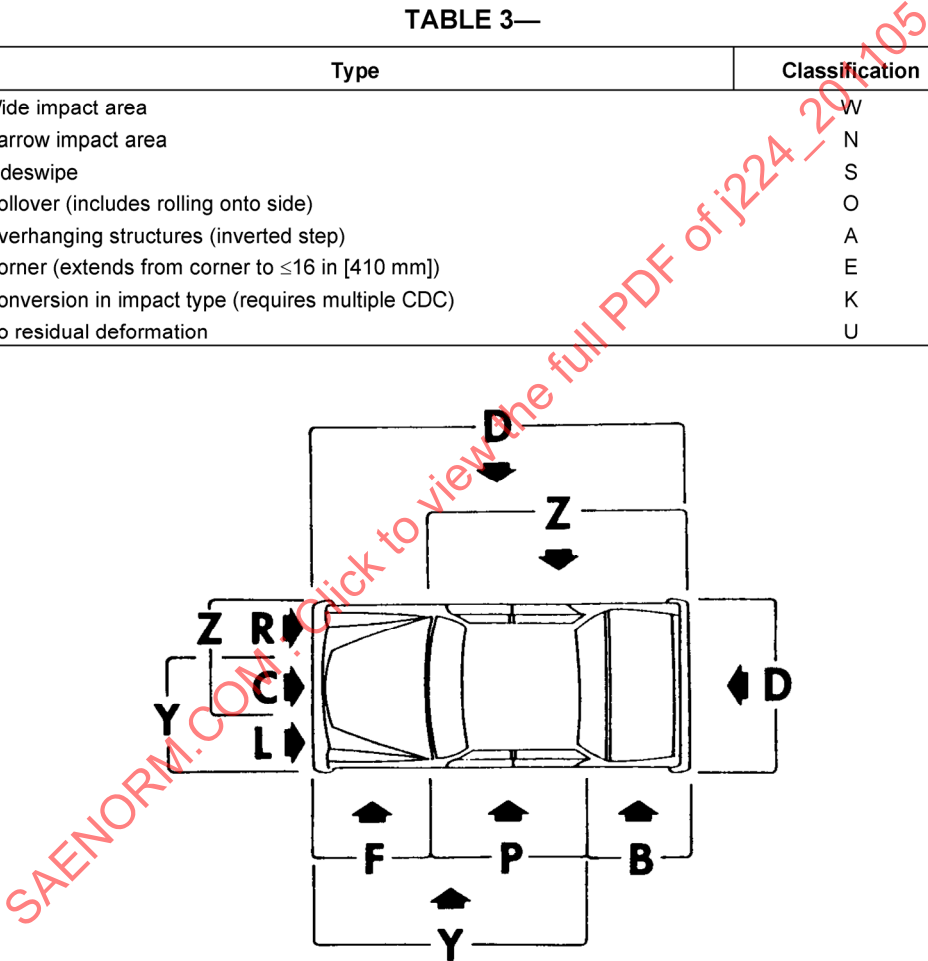 TABLE 3—
Type Classification
ide impact area W
arrow impact area N
deswipe S
ollover (includes rolling onto side) O
verhanging structures (inverted step) A
orner (extends from corner to ≤16 in [410 mm]) E
onversion in impact type (requires multiple CDC) K
o residual deformation U
D
Z
Z R
C D
Y
L
F P B
Y
SAENORM.COM : Click to view the full PDF of j224_201105